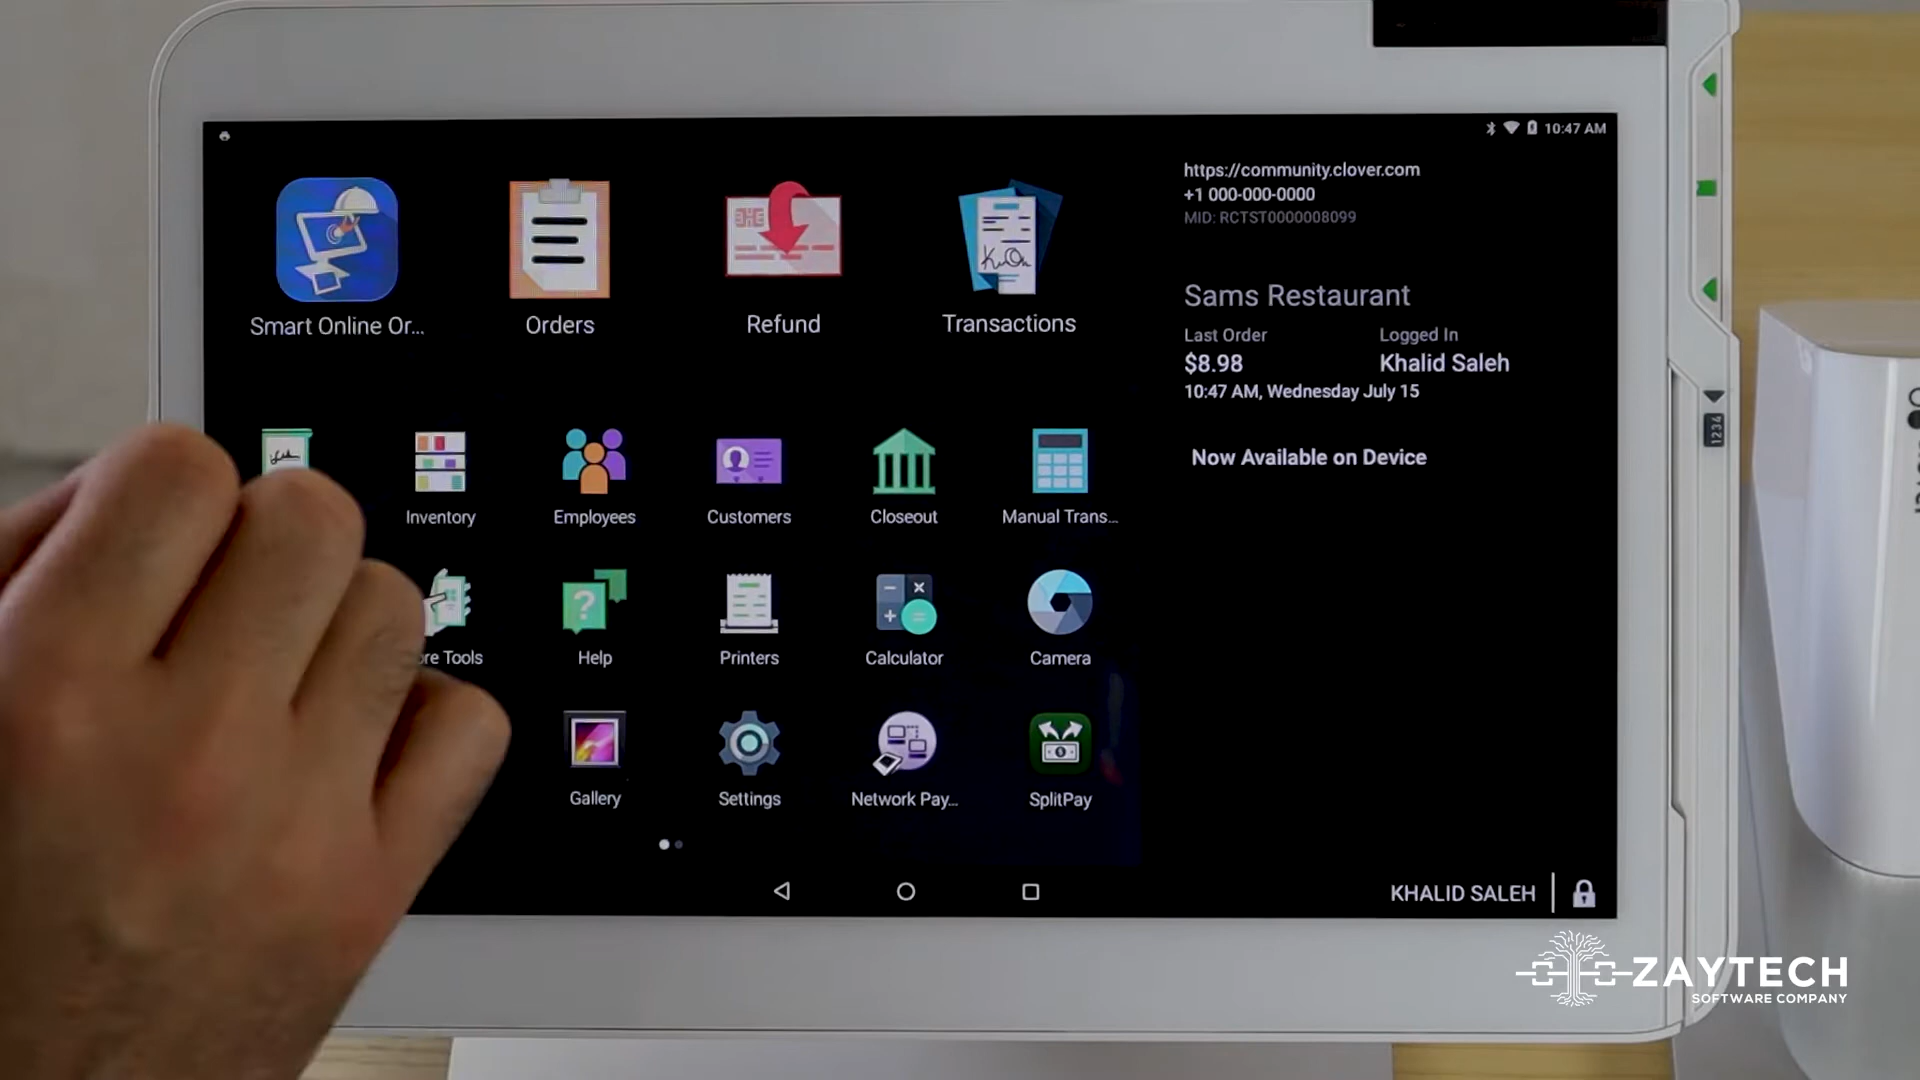 10:47 AM
https://community.clover.com
+1 000-000-0000
MID: RCTST0000008099
Smart Online Or...
Orders
Refund
Transactions
Sams Restaurant
Last Order
Logged In
$8.98
Khalid Saleh
10:47 AM, Wednesday July 15
Now Available on Device
Inventory
Employees
Customers
Closeout
Manual Trans...
1234
re Tools
Help
Printers
Calculator
Camera
Gallery
Settings
Network Pay...
SplitPay
KHALID SALEH
ZAYTECH
SOFTWARE COMPANY